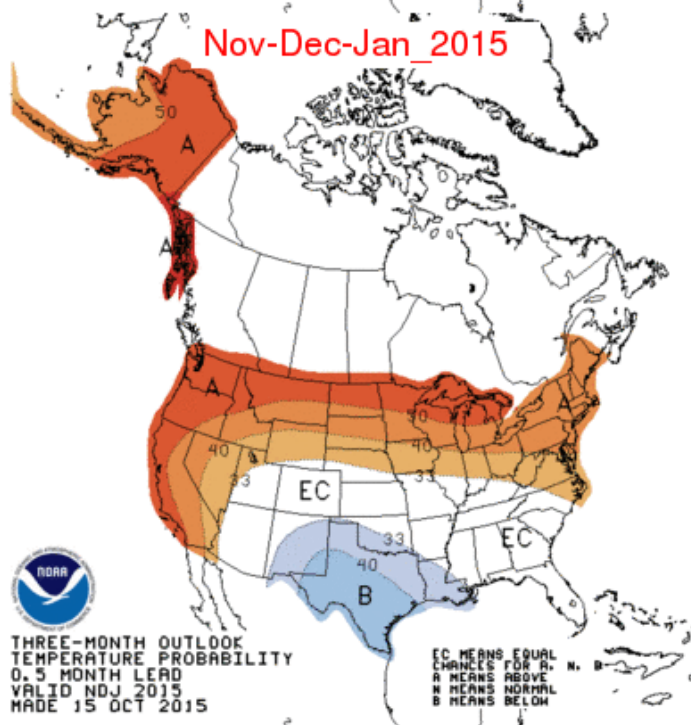 Nov-Dec-Jan_2015
50
A
A
A
50
A
40
40
33
33
EC
EC
33
40
B
NOAA
THREE-MONTH OUTLOOK
TEMPERATURE PROBABILITY
0.5 MONTH LEAD
VALID NDJ 2015
MADE 15 OCT 2015
EC MEANS EQUAL
CHANCES FOR A, N, B
A MEANS ABOVE
N MEANS NORMAL
B MEANS BELOW